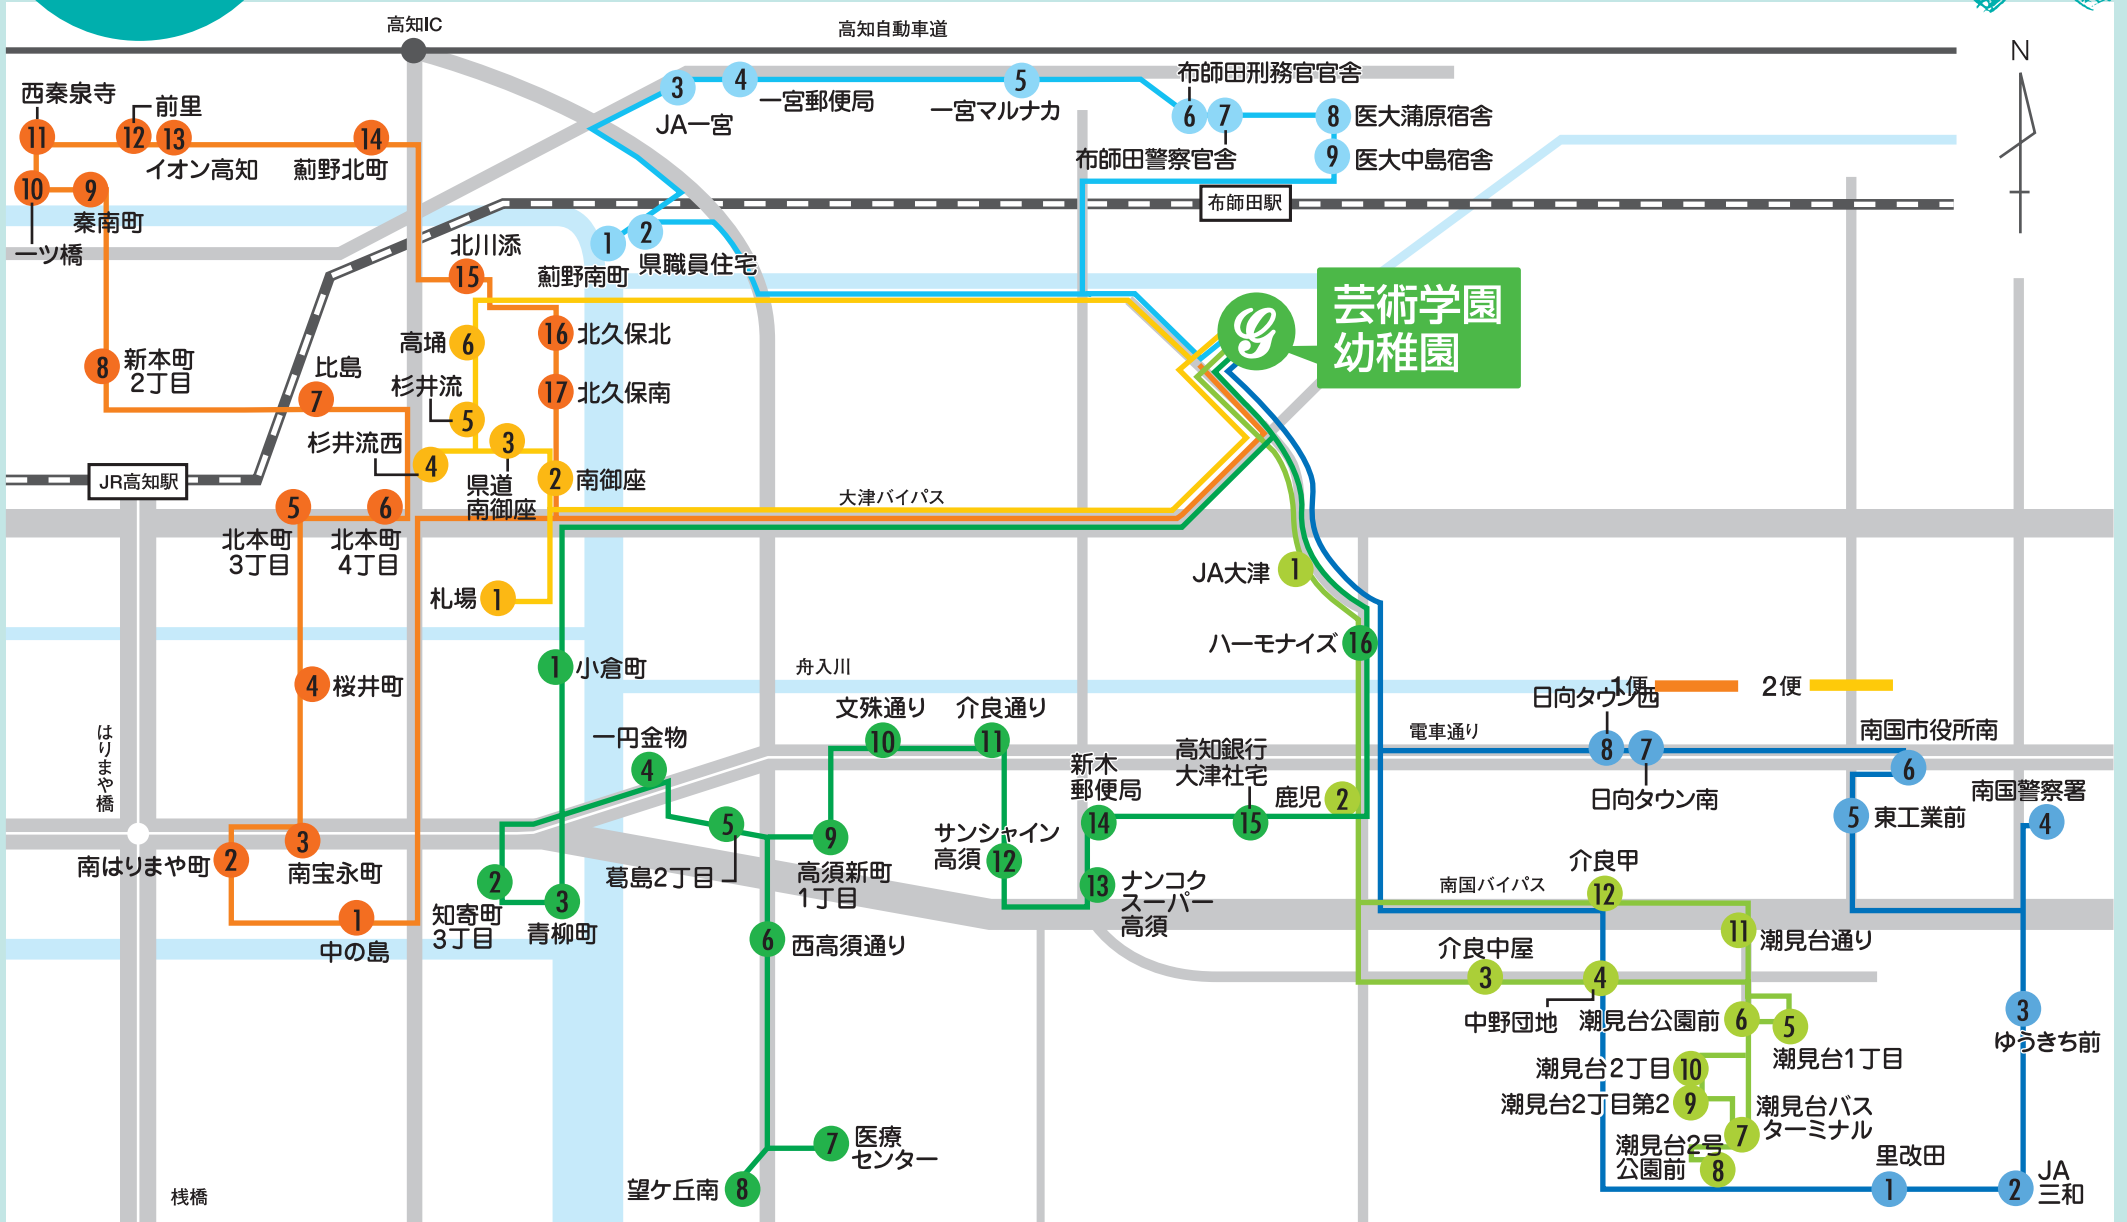 高知IC
高知自動車道
N
西秦泉寺
前里
11
12
13
14
イオン高知
薊野北町
10
9
秦南町
一ツ橋
3
4
5
JA一宮
一宮郵便局
一宮マルナカ
布師田刑務官官舎
6
7
8
医大蒲原宿舎
布師田警察官舎
9
医大中島宿舎
布師田駅
1
2
薊野南町
県職員住宅
北川添
15
G
芸術学園
幼稚園
高埇
6
16
北久保北
8
新本町
2丁目
比島
7
杉井流
5
17
北久保南
杉井流西
4
3
県道
南御座
2
南御座
JR高知駅
5
北本町
3丁目
6
北本町
4丁目
大津バイパス
札場
1
JA大津
1
ハーモナイズ
16
1
小倉町
4
桜井町
舟入川
1便
2便
はりまや橋
一円金物
4
文殊通り
10
介良通り
11
新木
郵便局
14
高知銀行
大津社宅
15
鹿児
2
電車通り
日向タウン西
8
7
日向タウン南
南国市役所南
6
5
東工業前
南国警察署
4
南はりまや町
2
3
南宝永町
5
葛島2丁目
9
高須新町
1丁目
サンシャイン
高須
12
13
ナンコク
スーパー
高須
1
中の島
2
知寄町
3丁目
3
青柳町
6
西高須通り
南国バイパス
介良甲
12
11
潮見台通り
介良中屋
3
4
中野団地
潮見台公園前
6
5
潮見台1丁目
3
ゆうきち前
潮見台2丁目
10
潮見台2丁目第2
9
潮見台バス
ターミナル
7
潮見台2号
公園前
8
7
医療
センター
望ケ丘南
8
里改田
1
2
JA
三和
桟橋